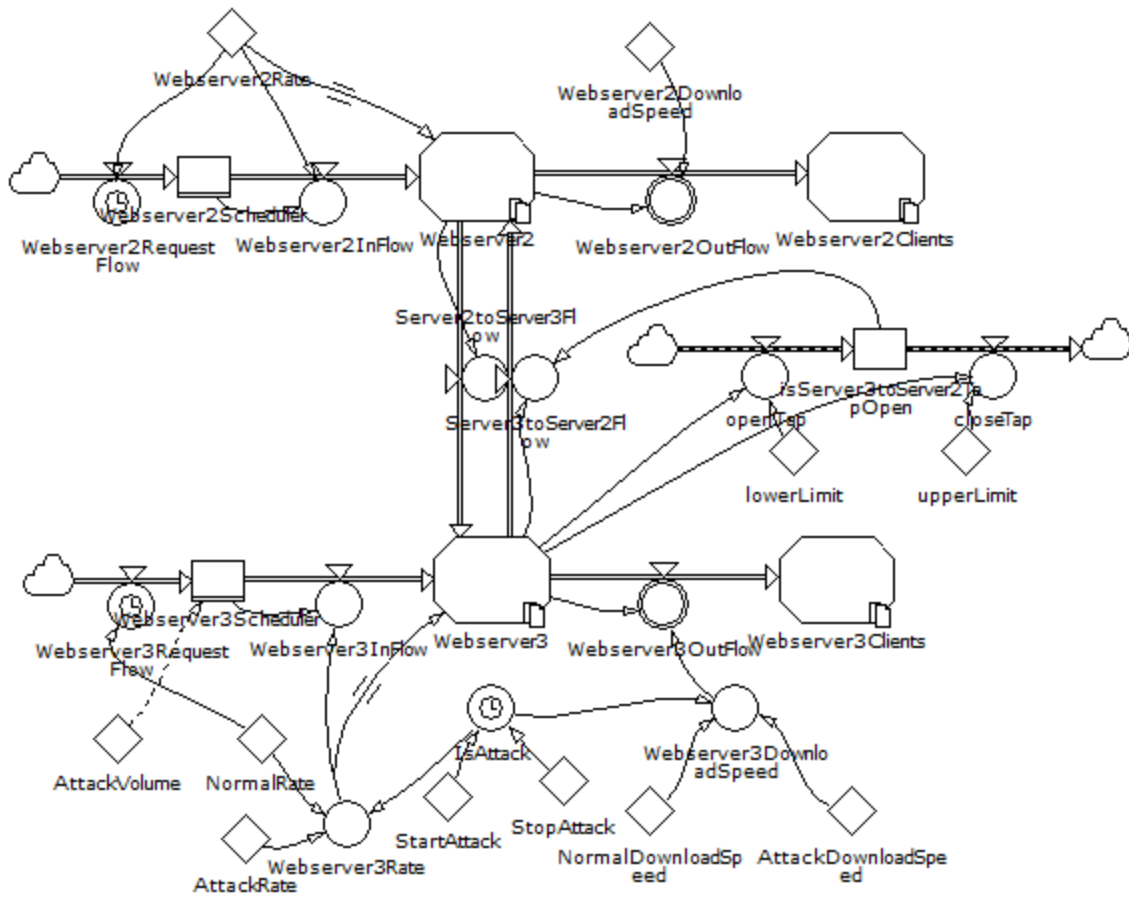 Webserver2Rate
Webserver2Downlo
adSpeed
Webserver2Scheduler
Webserver2Request
Flow
Webserver2InFlow
Webserver2
Webserver2OutFlow
Webserver2Clients
Server2toServer3Fl
ow
isServer3toServer2Ta
pOpen
openTap
closeTap
Server3toServer2Fl
ow
lowerLimit
upperLimit
Webserver3Scheduler
Webserver3Request
Flow
Webserver3InFlow
Webserver3
Webserver3OutFlow
Webserver3Clients
IsAttack
Webserver3Downlo
adSpeed
AttackVolume
NormalRate
StartAttack
StopAttack
NormalDownloadSp
eed
AttackDownloadSpe
ed
Webserver3Rate
AttackRate